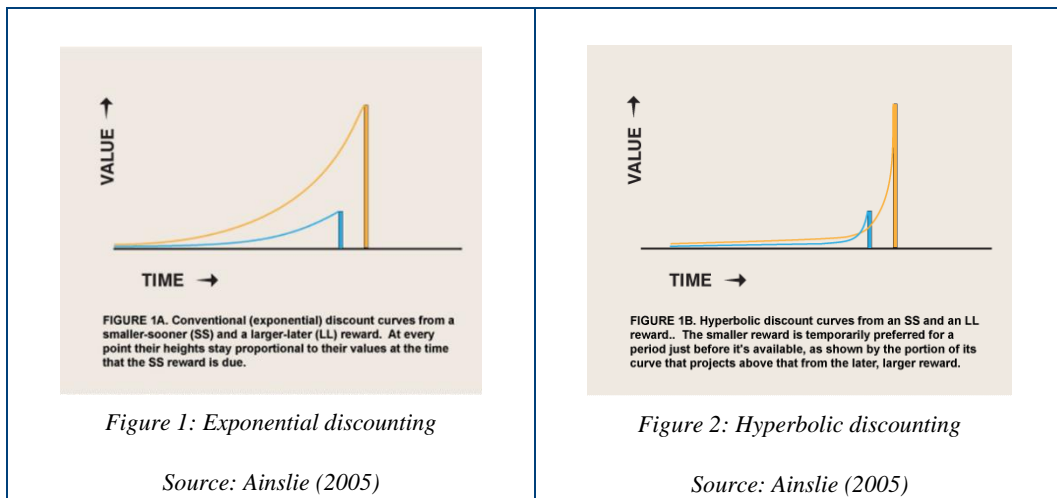 VALUE →
TIME →
FIGURE 1A. Conventional (exponential) discount curves from a
smaller-sooner (SS) and a larger-later (LL) reward. At every
point their heights stay proportional to their values at the time
that the SS reward is due.
Figure 1: Exponential discounting
Source: Ainslie (2005)
VALUE →
TIME →
FIGURE 1B. Hyperbolic discount curves from an SS and an LL
reward.. The smaller reward is temporarily preferred for a
period just before it's available, as shown by the portion of its
curve that projects above that from the later, larger reward.
Figure 2: Hyperbolic discounting
Source: Ainslie (2005)